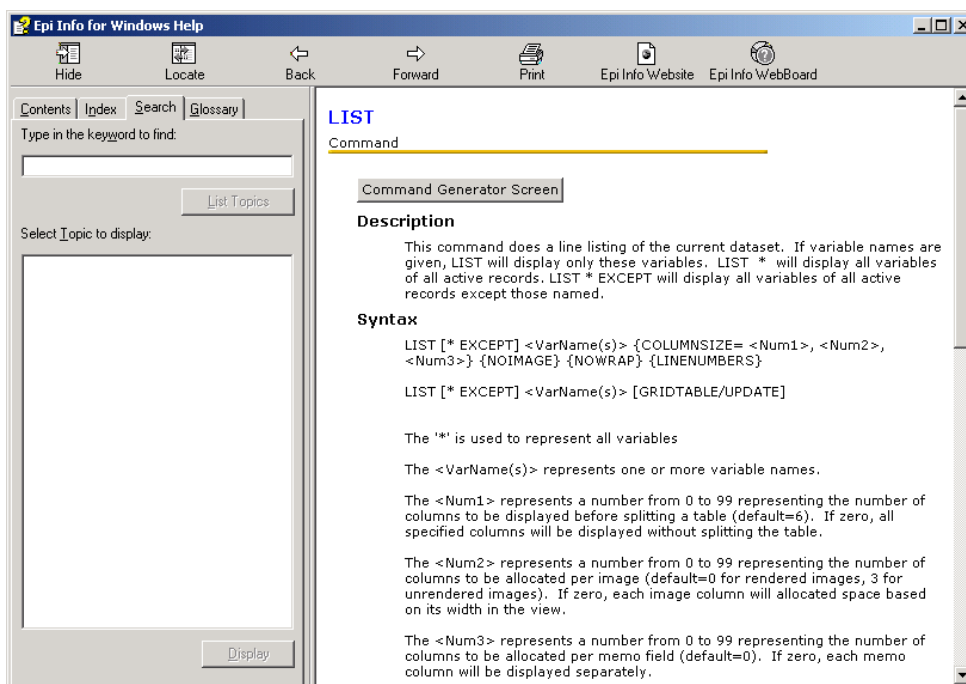 Epi Info for Windows Help
Hide Locate Back Forward Print Epi Info Website Epi Info WebBoard
Contents Index Search Glossary
Type in the keyword to find:
List Topics
Select Topic to display:
Display
LIST
Command
Command Generator Screen
Description
This command does a line listing of the current dataset. If variable names are
given, LIST will display only these variables. LIST * will display all variables
of all active records. LIST * EXCEPT will display all variables of all active
records except those named.
Syntax
LIST [* EXCEPT] <VarName(s)> {COLUMNSIZE= <Num1>, <Num2>,
<Num3>} {NOIMAGE} {NOWRAP} {LINENUMBERS}
LIST [* EXCEPT] <VarName(s)> [GRIDTABLE/UPDATE]
The '*' is used to represent all variables
The <VarName(s)> represents one or more variable names.
The <Num1> represents a number from 0 to 99 representing the number of
columns to be displayed before splitting a table (default=6). If zero, all
specified columns will be displayed without splitting the table.
The <Num2> represents a number from 0 to 99 representing the number of
columns to be allocated per image (default=0 for rendered images, 3 for
unrendered images). If zero, each image column will allocated space based
on its width in the view.
The <Num3> represents a number from 0 to 99 representing the number of
columns to be allocated per memo field (default=0). If zero, each memo
column will be displayed separately.